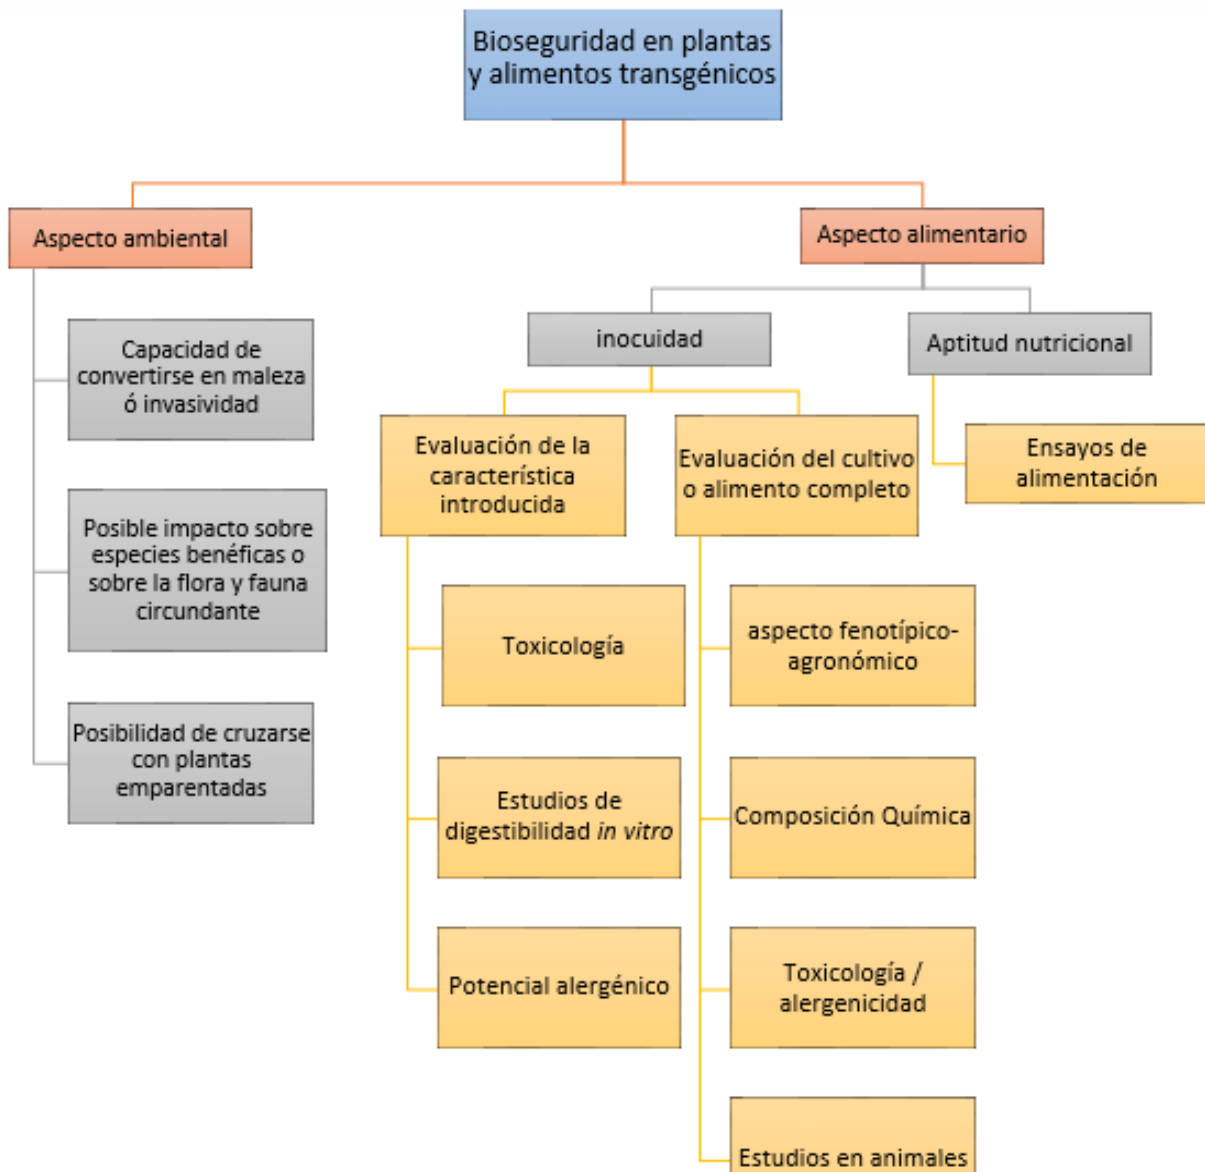 Bioseguridad en plantas
y alimentos transgénicos
Aspecto ambiental
Capacidad de
convertirse en maleza
ó invasividad
Posible impacto sobre
especies benéficas o
sobre la flora y fauna
circundante
Posibilidad de cruzarse
con plantas
emparentadas
Aspecto alimentario
inocuidad
Evaluación de la
característica
introducida
Toxicología
Estudios de
digestibilidad in vitro
Potencial alergénico
Evaluación del cultivo
o alimento completo
aspecto fenotípico-
agronómico
Composición Química
Toxicología /
alergenicidad
Estudios en animales
Aptitud nutricional
Ensayos de
alimentación